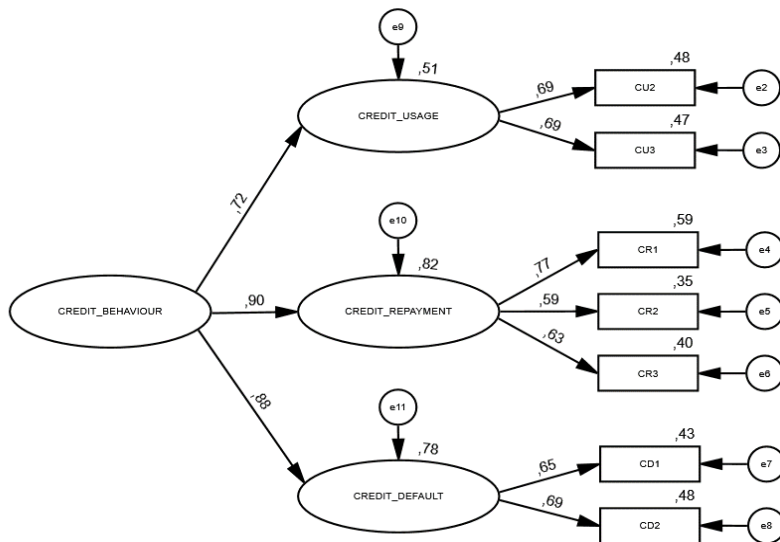 e9
,51
CREDIT_USAGE
,69
,48
CU2
e2
,69
,47
CU3
e3
,72
e10
,82
CREDIT_REPAYMENT
,77
,59
CR1
e4
CREDIT_BEHAVIOUR
,90
,59
,35
CR2
e5
,63
,40
CR3
e6
,88
e11
,78
CREDIT_DEFAULT
,65
,43
CD1
e7
,69
,48
CD2
e8